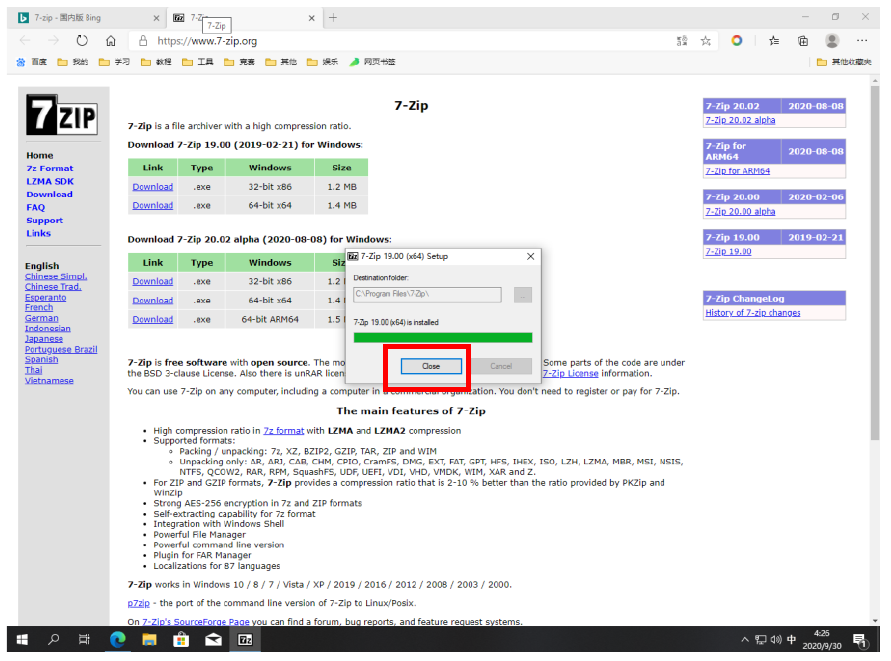 7-zip - 国内版 Bing
7-Zip
7-Zip
https://www.7-zip.org
百度 我的 学习 教程 工具 竞赛 其他 娱乐 网页书签 其他收藏夹
7ZIP
Home
7z Format
LZMA SDK
Download
FAQ
Support
Links
English
Chinese Simpl.
Chinese Trad.
Esperanto
French
German
Indonesian
Japanese
Portuguese Brazil
Spanish
Thai
Vietnamese
7-Zip
7-Zip is a file archiver with a high compression ratio.
Download 7-Zip 19.00 (2019-02-21) for Windows:
Link Type Windows Size
Download .exe 32-bit x86 1.2 MB
Download .exe 64-bit x64 1.4 MB
Download 7-Zip 20.02 alpha (2020-08-08) for Windows:
Link Type Windows Siz
Download .exe 32-bit x86 1.2
Download .exe 64-bit x64 1.4
Download .exe 64-bit ARM64 1.5
7-Zip 19.00 (x64) Setup
Destination folder:
C:\Program Files\7-Zip\
...
7-Zip 19.00 (x64) is installed
Close Cancel
7-Zip is free software with open source. The mo Some parts of the code are under
the BSD 3-clause License. Also there is unRAR licen 7-Zip License information.
You can use 7-Zip on any computer, including a computer in a commercial organization. You don't need to register or pay for 7-Zip.
The main features of 7-Zip
• High compression ratio in 7z format with LZMA and LZMA2 compression
• Supported formats:
Packing / unpacking: 7z, XZ, BZIP2, GZIP, TAR, ZIP and WIM
Unpacking only: AR, ARJ, CAB, CHM, CPIO, CramFS, DMG, EXT, FAT, GPT, HFS, IHEX, ISO, LZH, LZMA, MBR, MSI, NSIS,
NTFS, QCOW2, RAR, RPM, SquashFS, UDF, UEFI, VDI, VHD, VMDK, WIM, XAR and Z.
• For ZIP and GZIP formats, 7-Zip provides a compression ratio that is 2-10 % better than the ratio provided by PKZip and
WinZip
• Strong AES-256 encryption in 7z and ZIP formats
• Self-extracting capability for 7z format
• Integration with Windows Shell
• Powerful File Manager
• Powerful command line version
• Plugin for FAR Manager
• Localizations for 87 languages
7-Zip works in Windows 10 / 8 / 7 / Vista / XP / 2019 / 2016 / 2012 / 2008 / 2003 / 2000.
p7zip - the port of the command line version of 7-Zip to Linux/Posix.
On 7-Zip's SourceForge Page you can find a forum, bug reports, and feature request systems.
7-Zip 20.02 2020-08-08
7-Zip 20.02 alpha
7-Zip for
ARM64 2020-08-08
7-Zip for ARM64
7-Zip 20.00 2020-02-06
7-Zip 20.00 alpha
7-Zip 19.00 2019-02-21
7-Zip 19.00
7-Zip ChangeLog
History of 7-zip changes
中 4:26
2020/9/30